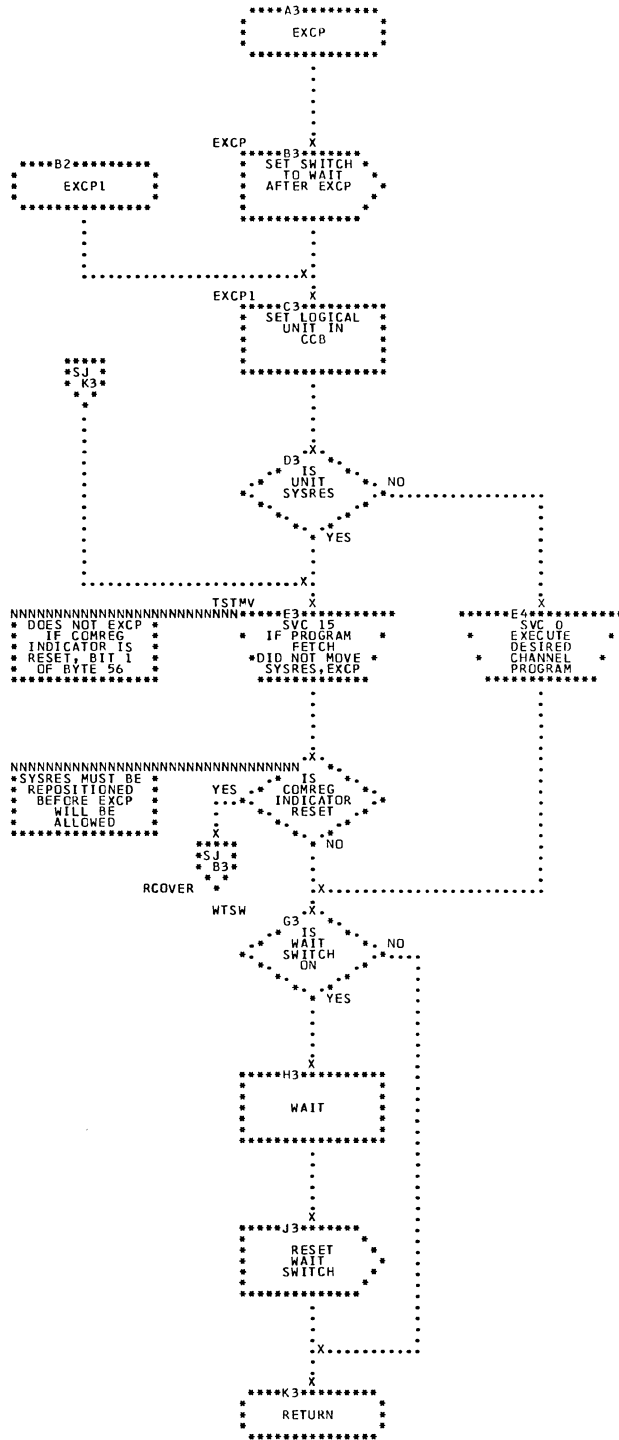 A3
EXCP
EXCP
B3
SET SWITCH
TO WAIT
AFTER EXCP
B2
EXCP1
EXCP1
C3
SET LOGICAL
UNIT IN
CCB
SJ
K3
D3
IS
UNIT
SYSRES
NO
YES
TSTMV
E3
SVC 15
IF PROGRAM
FETCH
DID NOT MOVE
SYSRES,EXCP
DOES NOT EXCP
IF COMREG
INDICATOR IS
RESET, BIT 1
OF BYTE 56
E4
SVC 0
EXECUTE
DESIRED
CHANNEL
PROGRAM
SYSRES MUST BE
REPOSITIONED
BEFORE EXCP
WILL BE
ALLOWED
YES
IS
COMREG
INDICATOR
RESET
NO
SJ
B3
RCOVER
WTSW
G3
IS
WAIT
SWITCH
ON
NO
YES
H3
WAIT
J3
RESET
WAIT
SWITCH
K3
RETURN